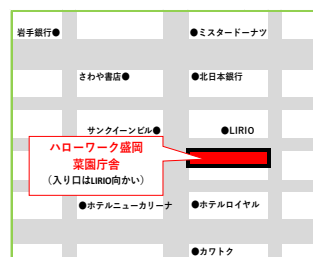 岩手銀行● ●ミスタードーナツ
さわや書店● ●北日本銀行
サンクイーンビル● ●LIRIO
ハローワーク盛岡
菜園庁舎
（入り口はLIRIO向かい）
●ホテルニューカリーナ ●ホテルロイヤル
●カワトク